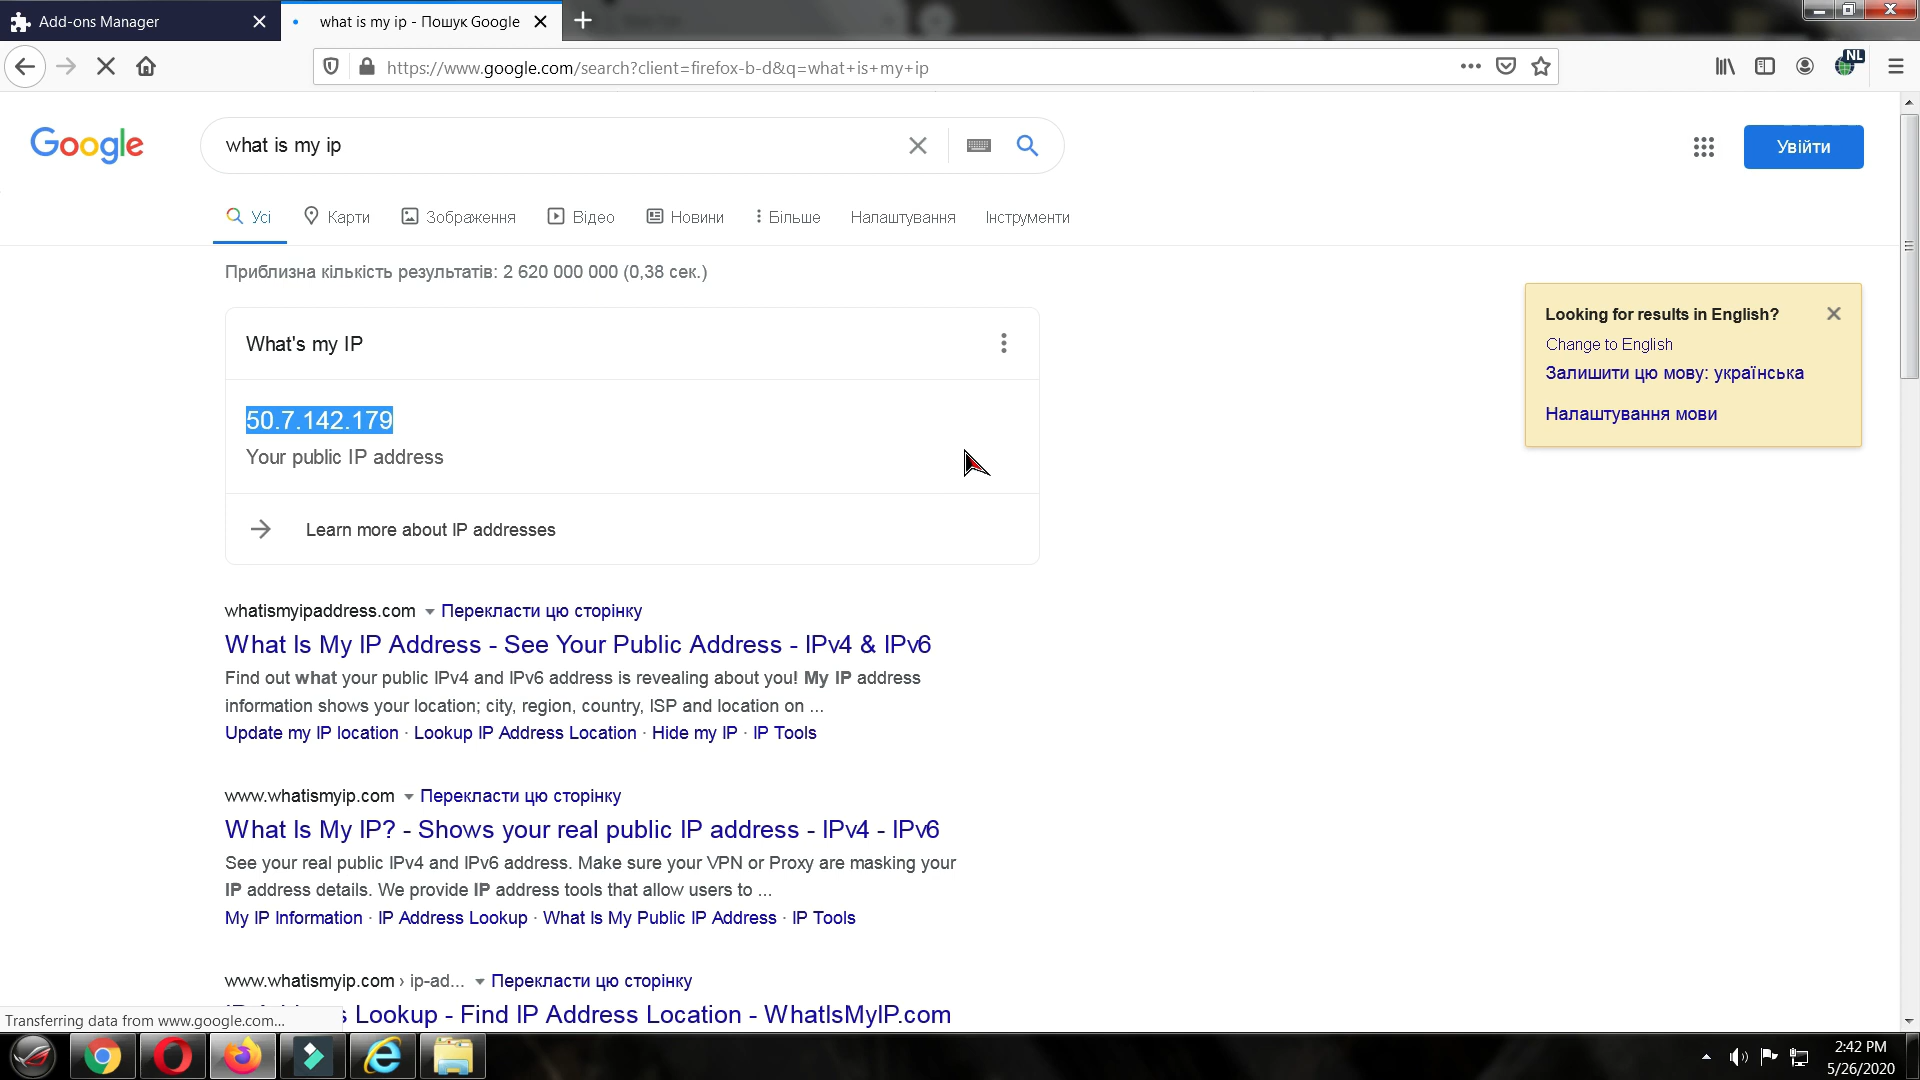 Add-ons Manager
what is my ip - Пошук Google
https://www.google.com/search?client=firefox-b-d&q=what+is+my+ip
NL
Google
what is my ip
Увійти
Усі
Карти
Зображення
Відео
Новини
Більше
Налаштування
Інструменти
Приблизна кількість результатів: 2 620 000 000 (0,38 сек.)
What's my IP
50.7.142.179
Your public IP address
Learn more about IP addresses
Looking for results in English?
Change to English
Залишити цю мову: українська
Налаштування мови
whatismyipaddress.com Перекласти цю сторінку
What Is My IP Address - See Your Public Address - IPv4 & IPv6
Find out what your public IPv4 and IPv6 address is revealing about you! My IP address
information shows your location; city, region, country, ISP and location on ...
Update my IP location · Lookup IP Address Location · Hide my IP · IP Tools
www.whatismyip.com Перекласти цю сторінку
What Is My IP? - Shows your real public IP address - IPv4 - IPv6
See your real public IPv4 and IPv6 address. Make sure your VPN or Proxy are masking your
IP address details. We provide IP address tools that allow users to ...
My IP Information · IP Address Lookup · What Is My Public IP Address · IP Tools
www.whatismyip.com › ip-ad... Перекласти цю сторінку
Lookup - Find IP Address Location - WhatIsMyIP.com
Transferring data from www.google.com...
2:42 PM
5/26/2020